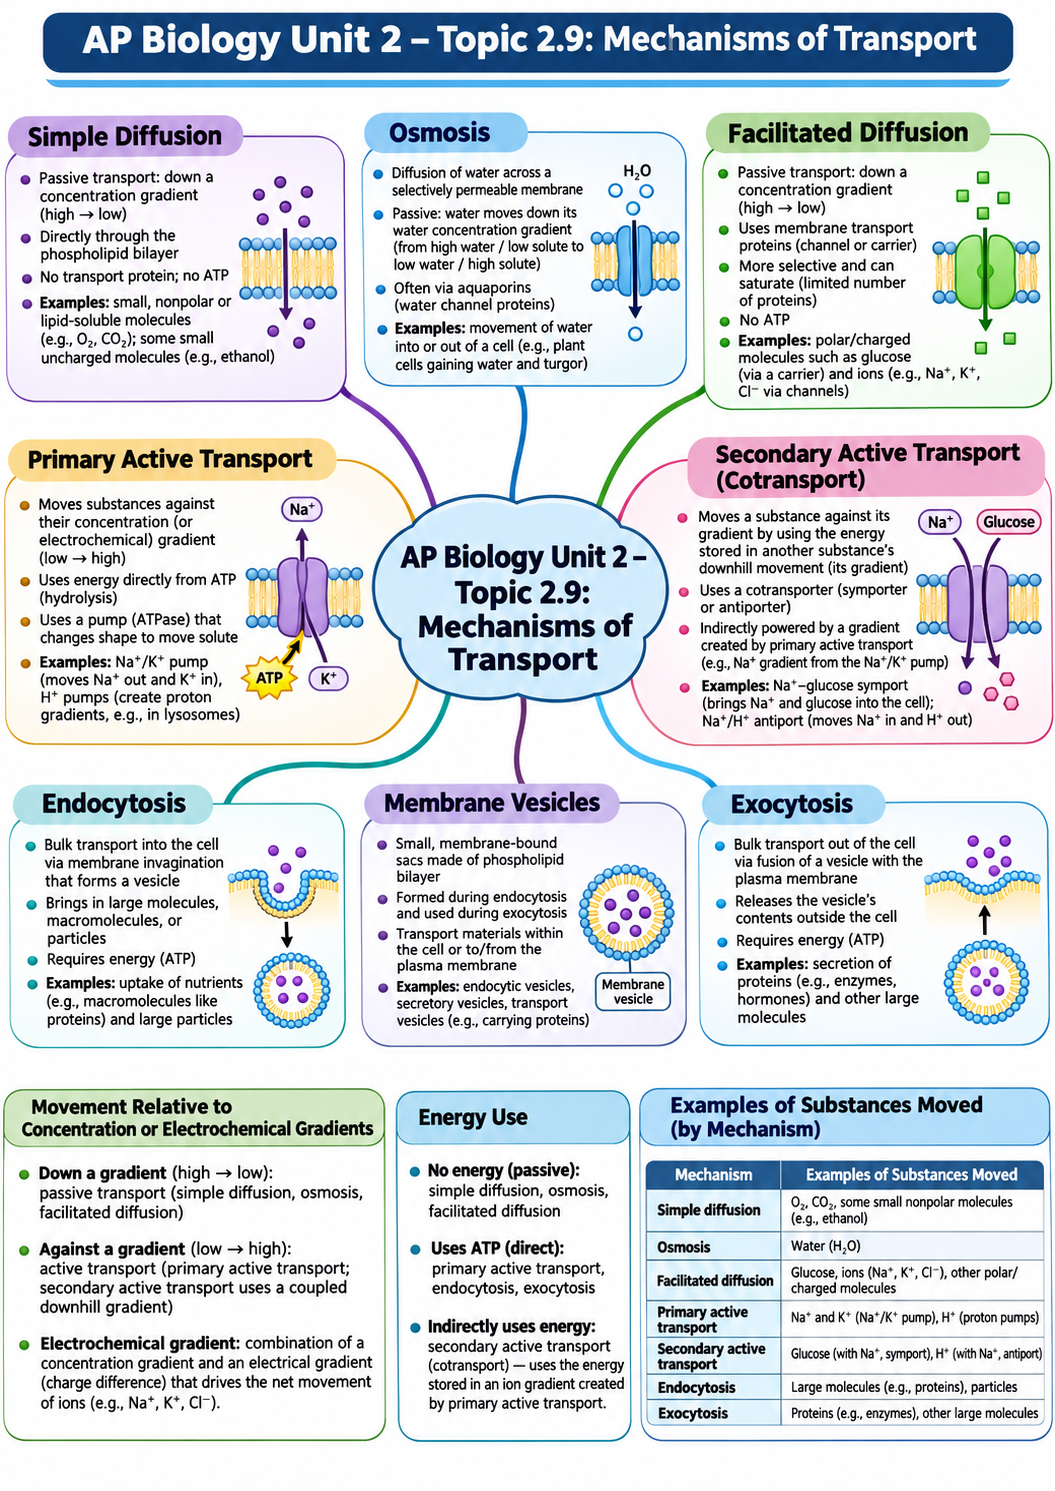 AP Biology Unit 2 – Topic 2.9: Mechanisms of Transport
Simple Diffusion
Passive transport: down a
concentration gradient
(high → low)
Directly through the
phospholipid bilayer
No transport protein; no ATP
Examples: small, nonpolar or
lipid-soluble molecules
(e.g., O₂, CO₂); some small
uncharged molecules (e.g., ethanol)
Osmosis
Diffusion of water across a
selectively permeable membrane
Passive: water moves down its
water concentration gradient
(from high water / low solute to
low water / high solute)
Often via aquaporins
(water channel proteins)
Examples: movement of water
into or out of a cell (e.g., plant
cells gaining water and turgor)
H₂O
Facilitated Diffusion
Passive transport: down a
concentration gradient
(high → low)
Uses membrane transport
proteins (channel or carrier)
More selective and can
saturate (limited number
of proteins)
No ATP
Examples: polar/charged
molecules such as glucose
(via a carrier) and ions (e.g., Na⁺, K⁺,
Cl⁻ via channels)
Primary Active Transport
Moves substances against
their concentration (or
electrochemical) gradient
(low → high)
Uses energy directly from ATP
(hydrolysis)
Uses a pump (ATPase) that
changes shape to move solute
Examples: Na⁺/K⁺ pump
(moves Na⁺ out and K⁺ in),
H⁺ pumps (create proton
gradients, e.g., in lysosomes)
Na⁺
ATP
K⁺
AP Biology Unit 2 –
Topic 2.9:
Mechanisms of
Transport
Secondary Active Transport
(Cotransport)
Moves a substance against its
gradient by using the energy
stored in another substance's
downhill movement (its gradient)
Uses a cotransporter (symporter
or antiporter)
Indirectly powered by a gradient
created by primary active transport
(e.g., Na⁺ gradient from the Na⁺/K⁺ pump)
Examples: Na⁺–glucose symport
(brings Na⁺ and glucose into the cell);
Na⁺/H⁺ antiport (moves Na⁺ in and H⁺ out)
Na⁺
Glucose
Endocytosis
Bulk transport into the cell
via membrane invagination
that forms a vesicle
Brings in large molecules,
macromolecules, or
particles
Requires energy (ATP)
Examples: uptake of nutrients
(e.g., macromolecules like
proteins) and large particles
Membrane Vesicles
Small, membrane-bound
sacs made of phospholipid
bilayer
Formed during endocytosis
and used during exocytosis
Transport materials within
the cell or to/from the
plasma membrane
Examples: endocytic vesicles,
secretory vesicles, transport
vesicles (e.g., carrying proteins)
Membrane
vesicle
Exocytosis
Bulk transport out of the cell
via fusion of a vesicle with the
plasma membrane
Releases the vesicle's
contents outside the cell
Requires energy (ATP)
Examples: secretion of
proteins (e.g., enzymes,
hormones) and other large
molecules
Movement Relative to
Concentration or Electrochemical Gradients
Down a gradient (high → low):
passive transport (simple diffusion, osmosis,
facilitated diffusion)
Against a gradient (low → high):
active transport (primary active transport;
secondary active transport uses a coupled
downhill gradient)
Electrochemical gradient: combination of a
concentration gradient and an electrical gradient
(charge difference) that drives the net movement
of ions (e.g., Na⁺, K⁺, Cl⁻).
Energy Use
No energy (passive):
simple diffusion, osmosis,
facilitated diffusion
Uses ATP (direct):
primary active transport,
endocytosis, exocytosis
Indirectly uses energy:
secondary active transport
(cotransport) — uses the energy
stored in an ion gradient created
by primary active transport.
Examples of Substances Moved
(by Mechanism)
Mechanism
Examples of Substances Moved
Simple diffusion
O₂, CO₂, some small nonpolar molecules
(e.g., ethanol)
Osmosis
Water (H₂O)
Facilitated diffusion
Glucose, ions (Na⁺, K⁺, Cl⁻), other polar/
charged molecules
Primary active
transport
Na⁺ and K⁺ (Na⁺/K⁺ pump), H⁺ (proton pumps)
Secondary active
transport
Glucose (with Na⁺, symport), H⁺ (with Na⁺, antiport)
Endocytosis
Large molecules (e.g., proteins), particles
Exocytosis
Proteins (e.g., enzymes), other large molecules